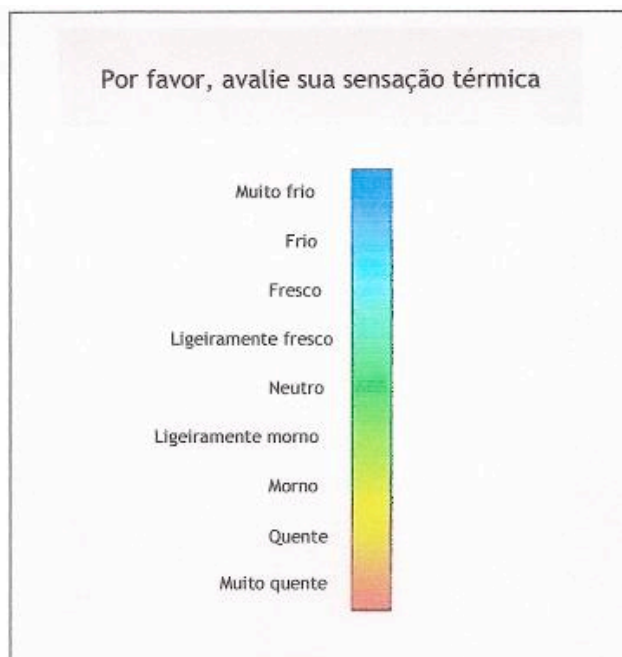 Por favor, avalie sua sensação térmica
Muito frio
Frio
Fresco
Ligeiramente fresco
Neutro
Ligeiramente morno
Morno
Quente
Muito quente